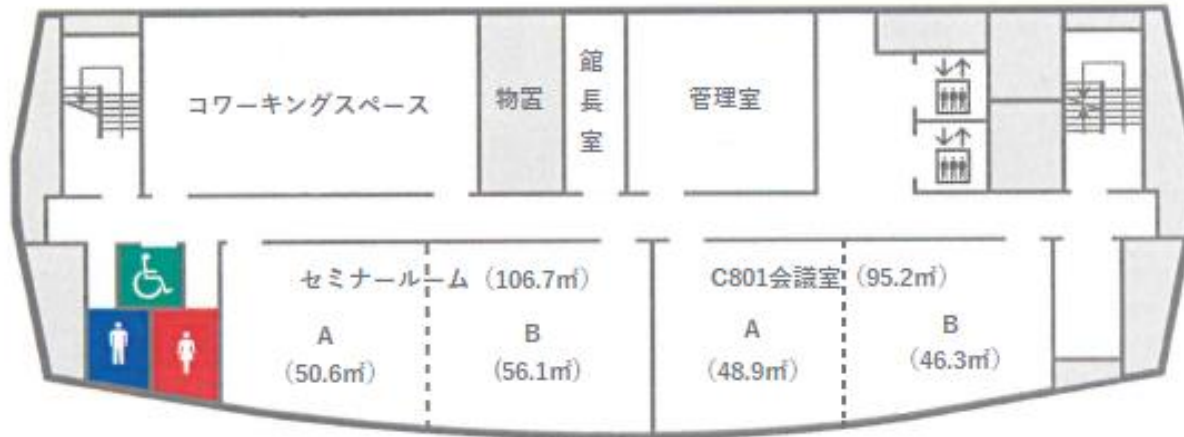 コワーキングスペース
物置
館長室
管理室
セミナールーム（106.7㎡）
A
（50.6㎡）
B
（56.1㎡）
C801会議室（95.2㎡）
A
（48.9㎡）
B
（46.3㎡）